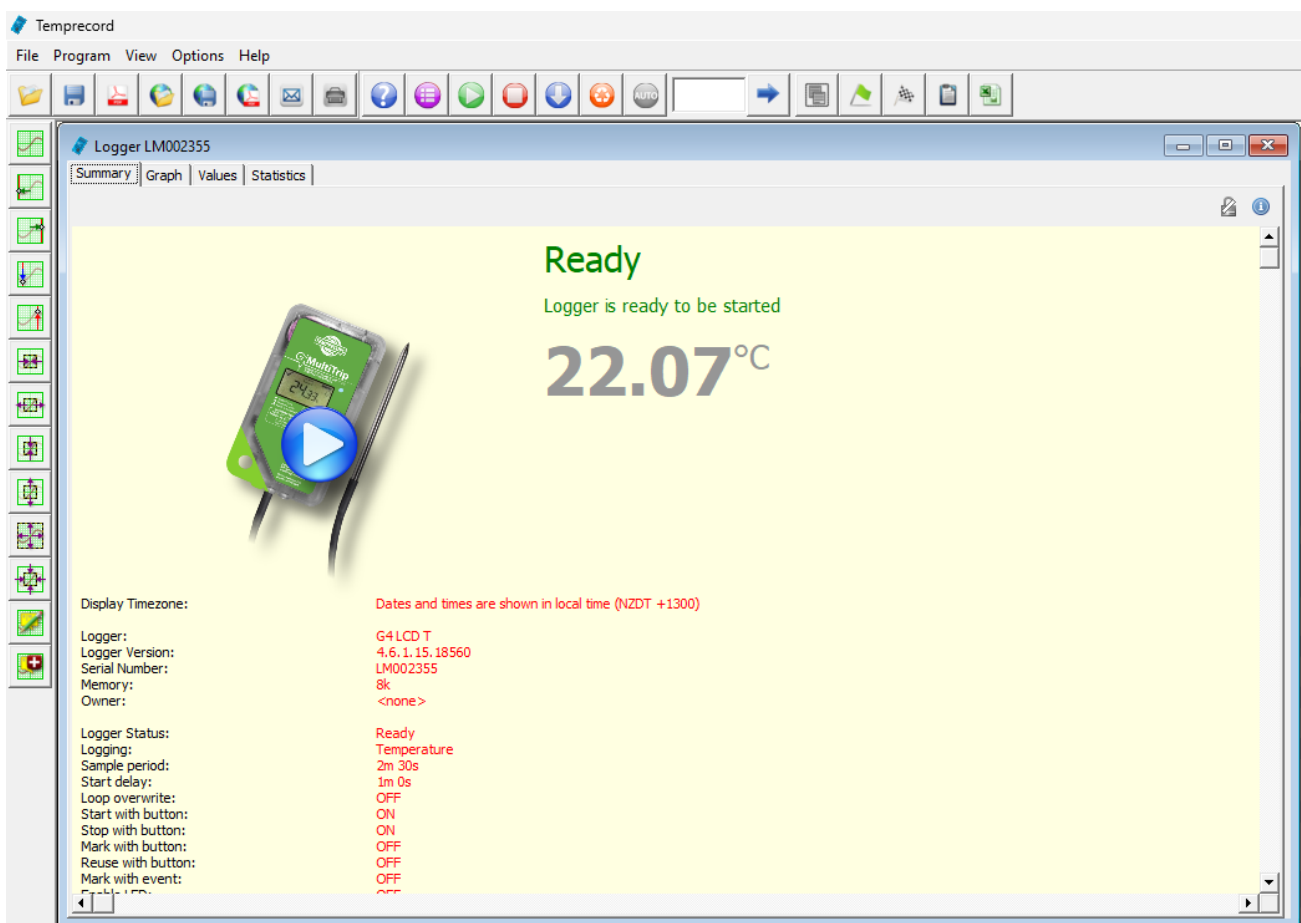 Temprecord
File Program View Options Help
AUTO
Logger LM002355
Summary Graph Values Statistics
Ready
Logger is ready to be started
22.07°C
MultiTrip
Display Timezone: Dates and times are shown in local time (NZDT +1300)
Logger: G4 LCD T
Logger Version: 4.6.1.15.18560
Serial Number: LM002355
Memory: 8k
Owner: <none>
Logger Status: Ready
Logging: Temperature
Sample period: 2m 30s
Start delay: 1m 0s
Loop overwrite: OFF
Start with button: ON
Stop with button: ON
Mark with button: OFF
Reuse with button: OFF
Mark with event: OFF